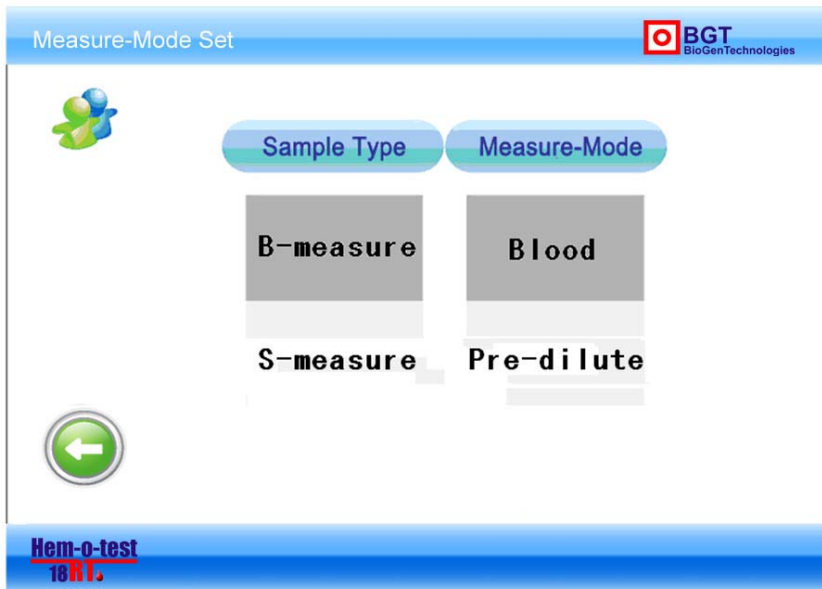 Measure-Mode Set
BGT
BioGenTechnologies
Sample Type Measure-Mode
B-measure Blood
S-measure Pre-dilute
Hem-o-test
18RT